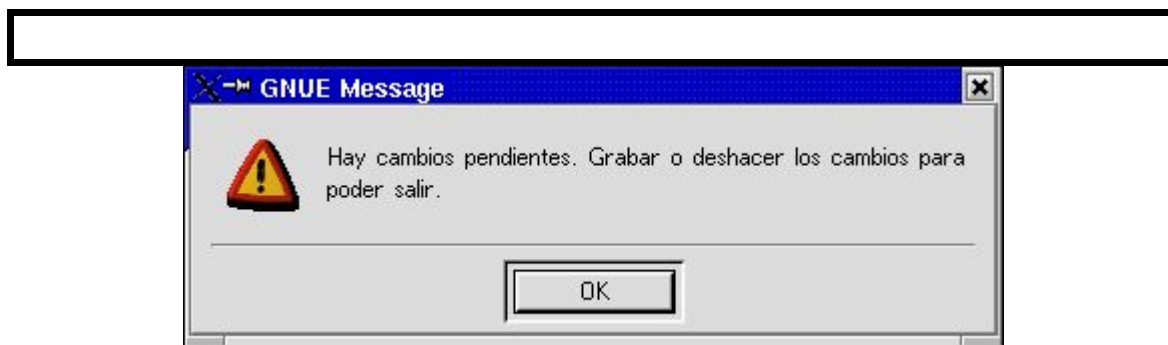 GNUE Message
Hay cambios pendientes. Grabar o deshacer los cambios para
poder salir.
OK